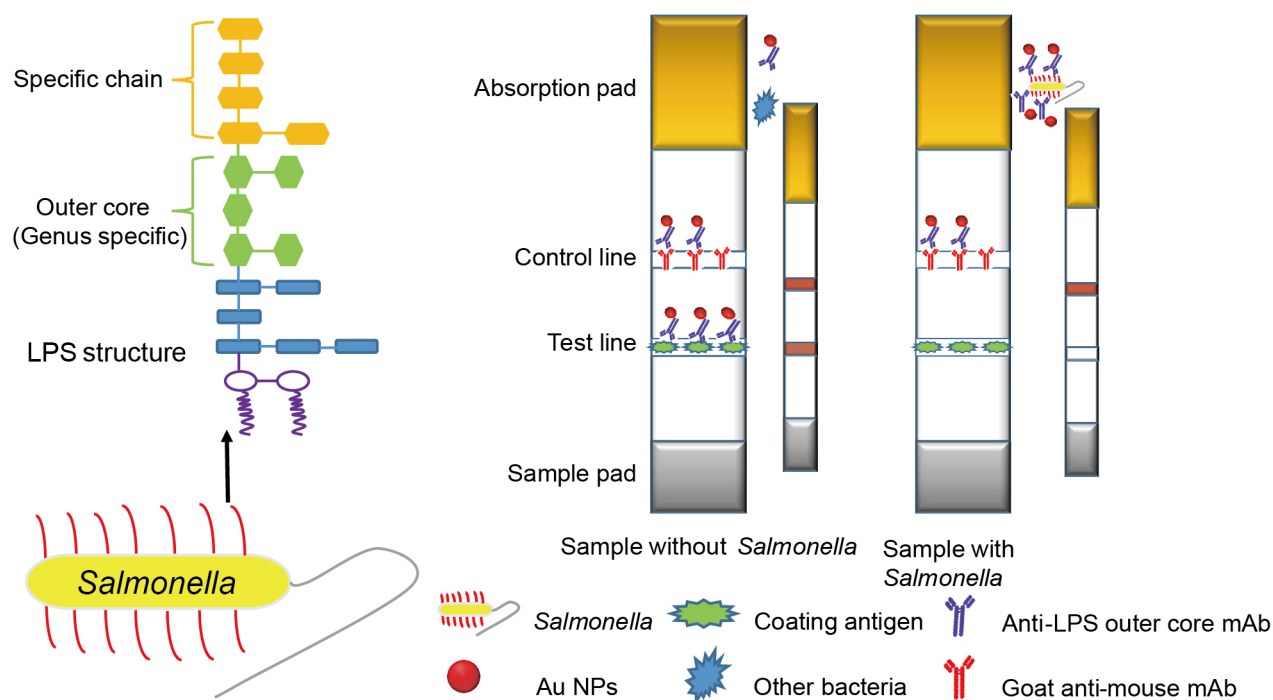 Specific chain
Outer core
(Genus specific)
LPS structure
Salmonella
Absorption pad
Control line
Test line
Sample pad
Sample without Salmonella
Sample with
Salmonella
Salmonella
Coating antigen
Anti-LPS outer core mAb
Au NPs
Other bacteria
Goat anti-mouse mAb